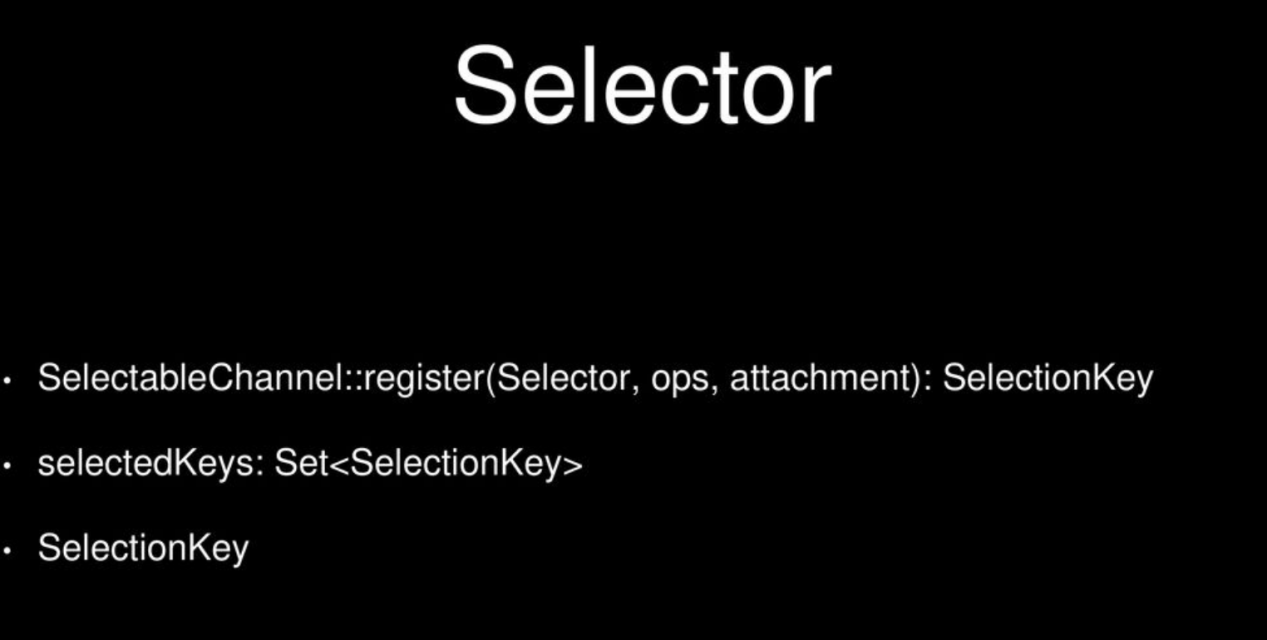 Selector
• SelectableChannel::register(Selector, ops, attachment): SelectionKey
• selectedKeys: Set<SelectionKey>
• SelectionKey